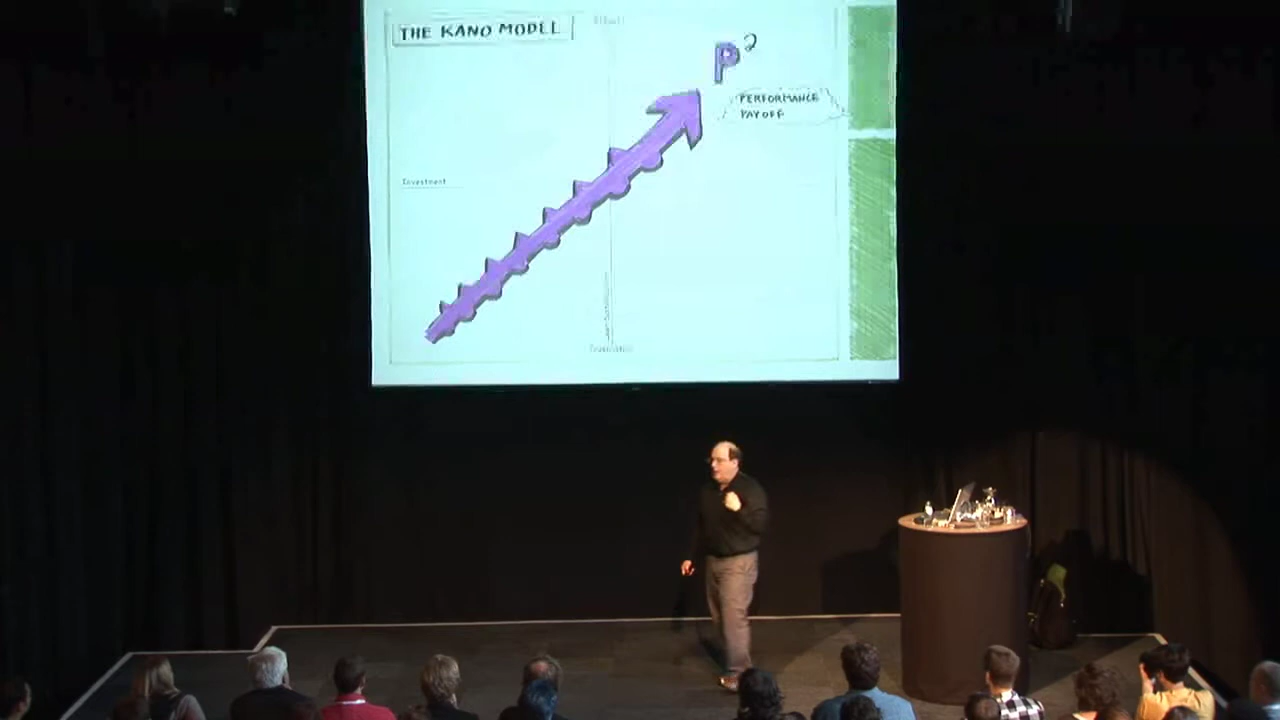 THE KANO MODEL
P2
PERFORMANCE
PAYOFF
Investment